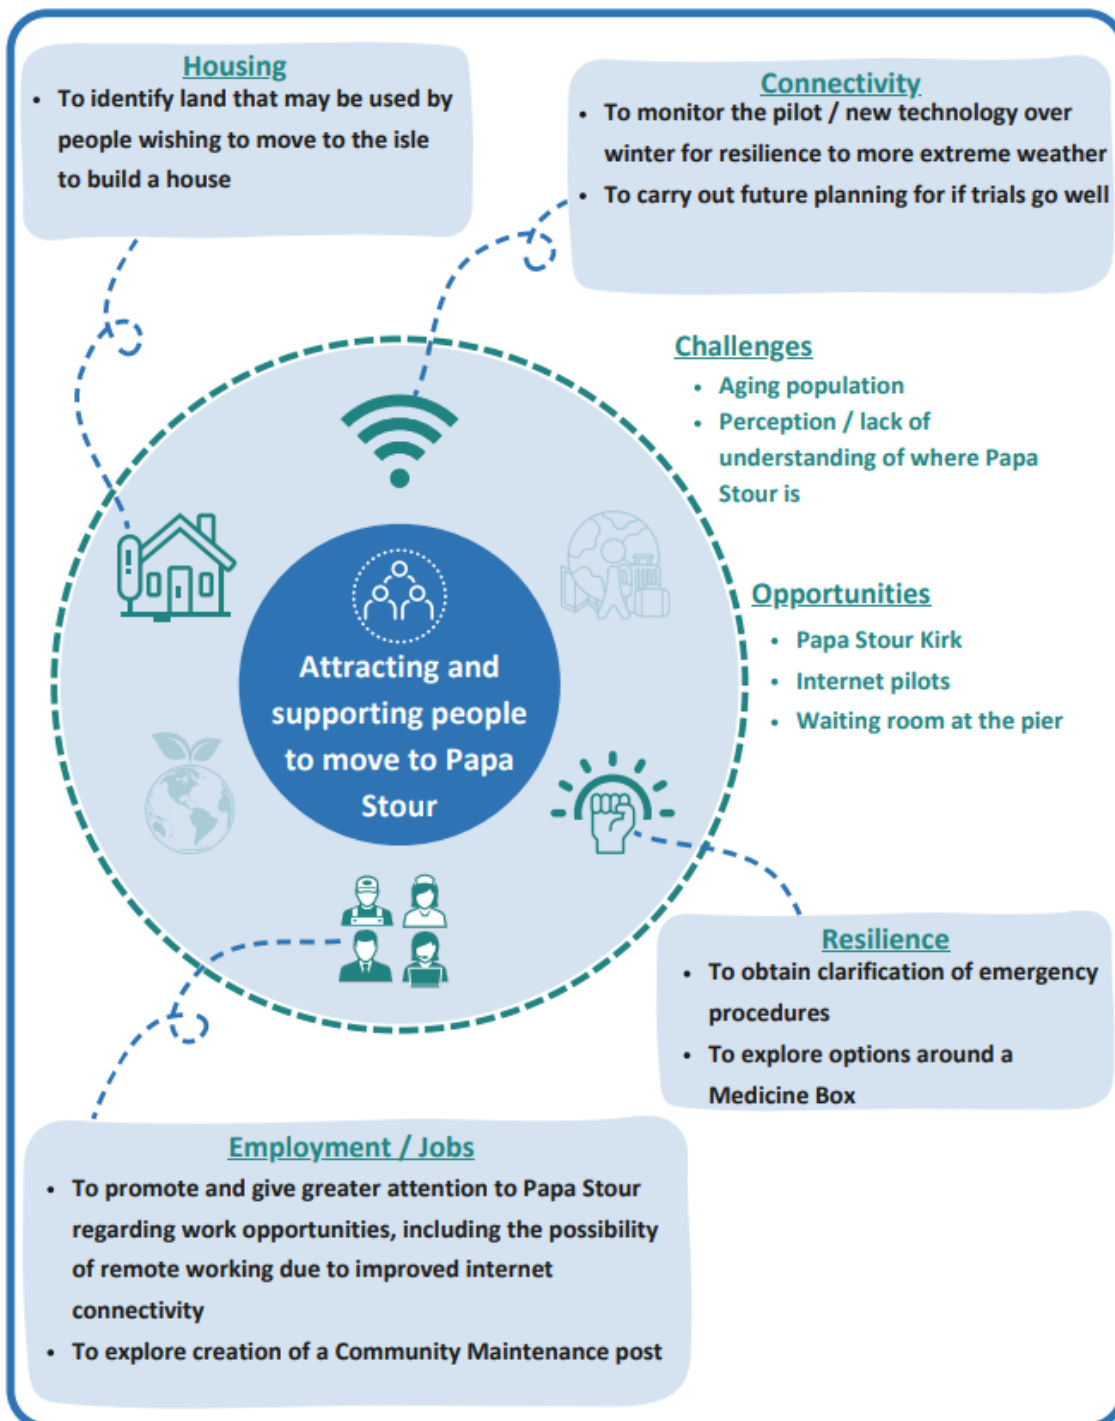 Housing
• To identify land that may be used by
people wishing to move to the isle
to build a house
Connectivity
• To monitor the pilot / new technology over
winter for resilience to more extreme weather
• To carry out future planning for if trials go well
Challenges
• Aging population
• Perception / lack of
understanding of where Papa
Stour is
Opportunities
• Papa Stour Kirk
• Internet pilots
• Waiting room at the pier
Attracting and
supporting people
to move to Papa
Stour
Resilience
• To obtain clarification of emergency
procedures
• To explore options around a
Medicine Box
Employment / Jobs
• To promote and give greater attention to Papa Stour
regarding work opportunities, including the possibility
of remote working due to improved internet
connectivity
• To explore creation of a Community Maintenance post